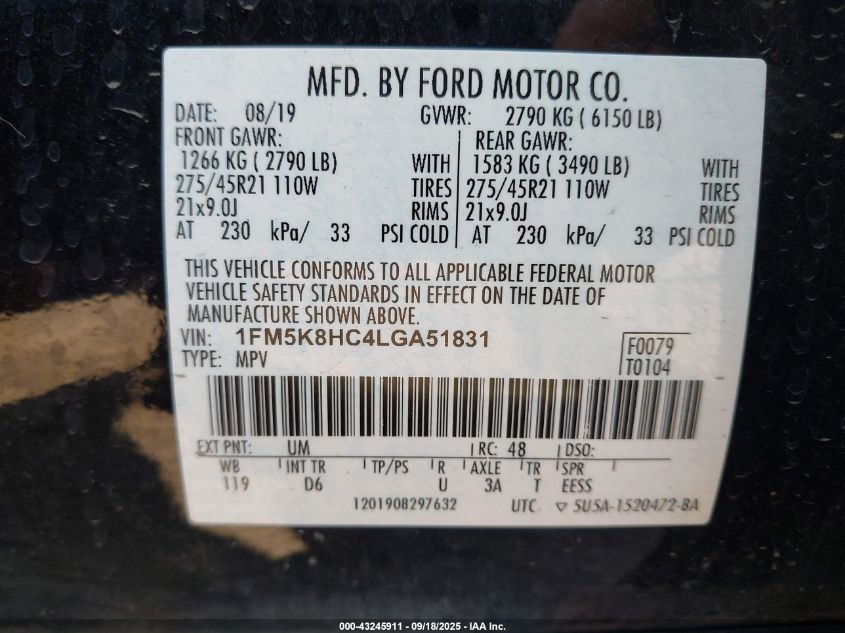 MFD. BY FORD MOTOR CO.
DATE: 08/19 GVWR: 2790 KG ( 6150 LB)
FRONT GAWR: REAR GAWR:
1266 KG ( 2790 LB) WITH 1583 KG ( 3490 LB) WITH
275/45R21 110W TIRES 275/45R21 110W TIRES
21x9.0J RIMS 21x9.0J RIMS
AT 230 kPa/ 33 PSI COLD AT 230 kPa/ 33 PSI COLD
THIS VEHICLE CONFORMS TO ALL APPLICABLE FEDERAL MOTOR
VEHICLE SAFETY STANDARDS IN EFFECT ON THE DATE OF
MANUFACTURE SHOWN ABOVE.
VIN: 1FM5K8HC4LGA51831
TYPE: MPV
F0079
T0104
EXT PNT: UM RC: 48 DSO:
WB INT TR TP/PS R AXLE TR SPR
119 D6 U 3A T EESS
1201908297632 UTC ▽ 5U5A-1520472-BA
000-43245911 - 09/18/2025 - IAA Inc.